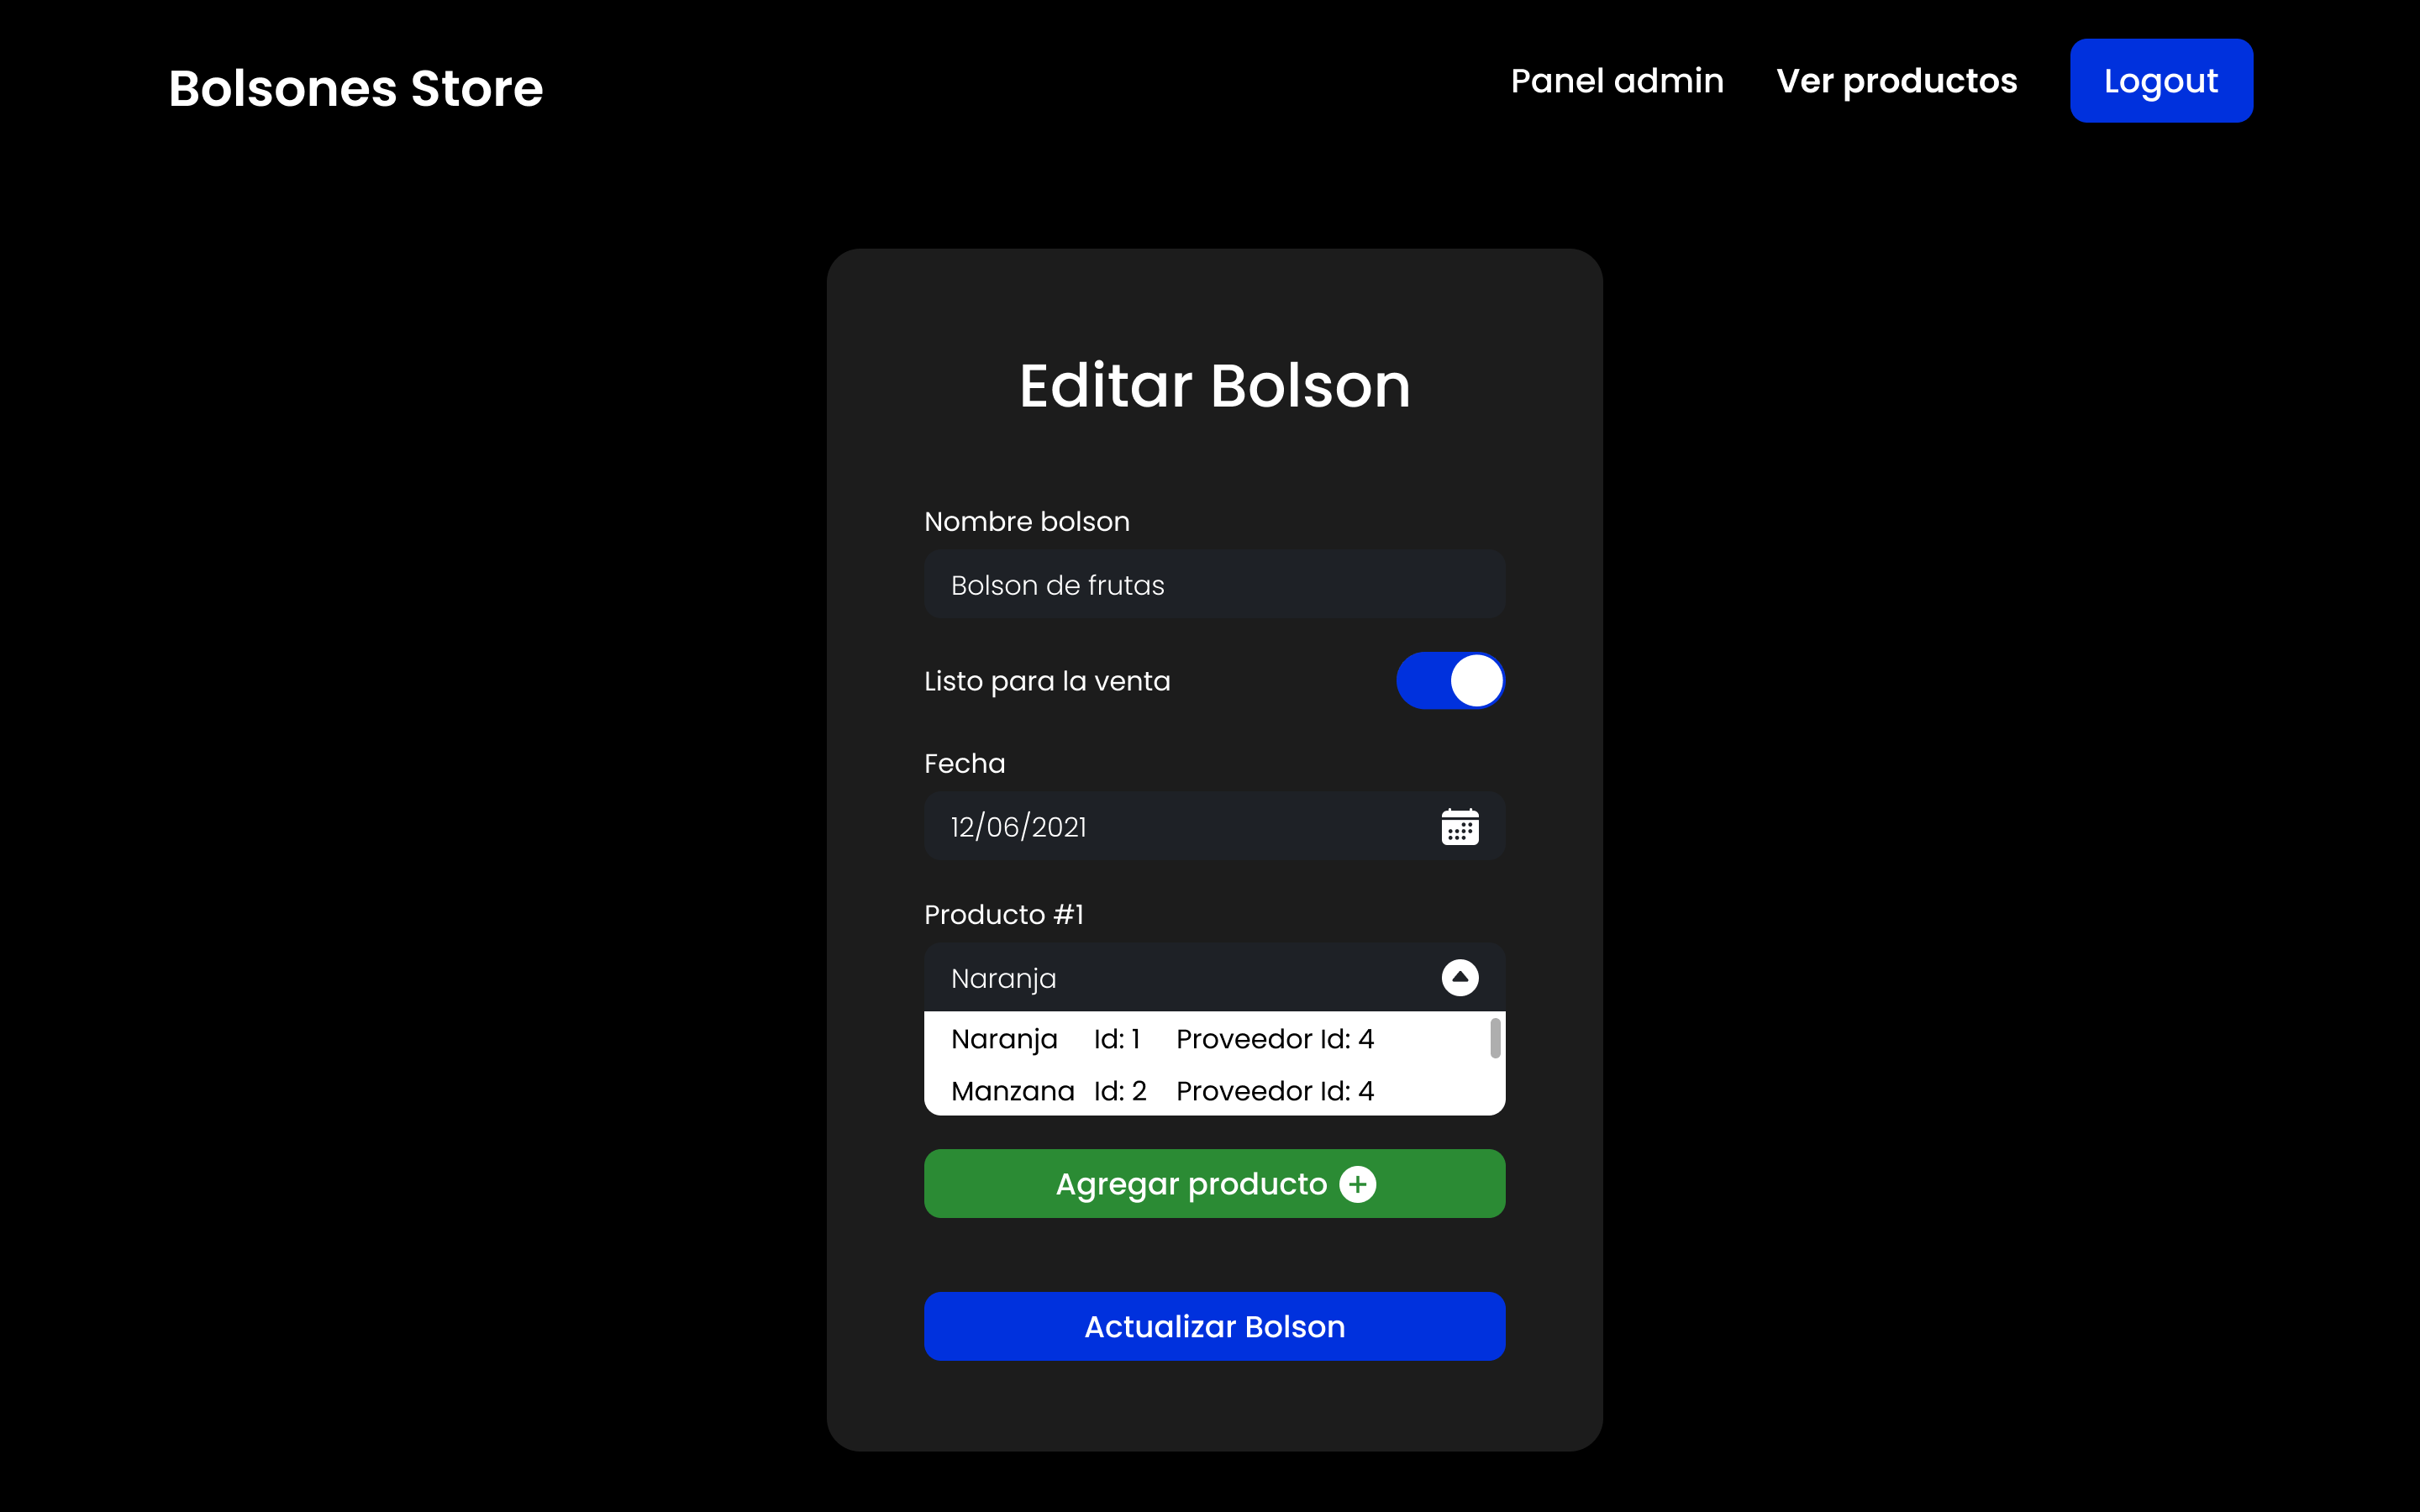 Bolsones Store
Panel admin
Ver productos
Logout
Editar Bolson
Nombre bolson
Bolson de frutas
Listo para la venta
Fecha
12/06/2021
Producto #1
Naranja
Naranja Id: 1 Proveedor Id: 4
Manzana Id: 2 Proveedor Id: 4
Agregar producto
Actualizar Bolson